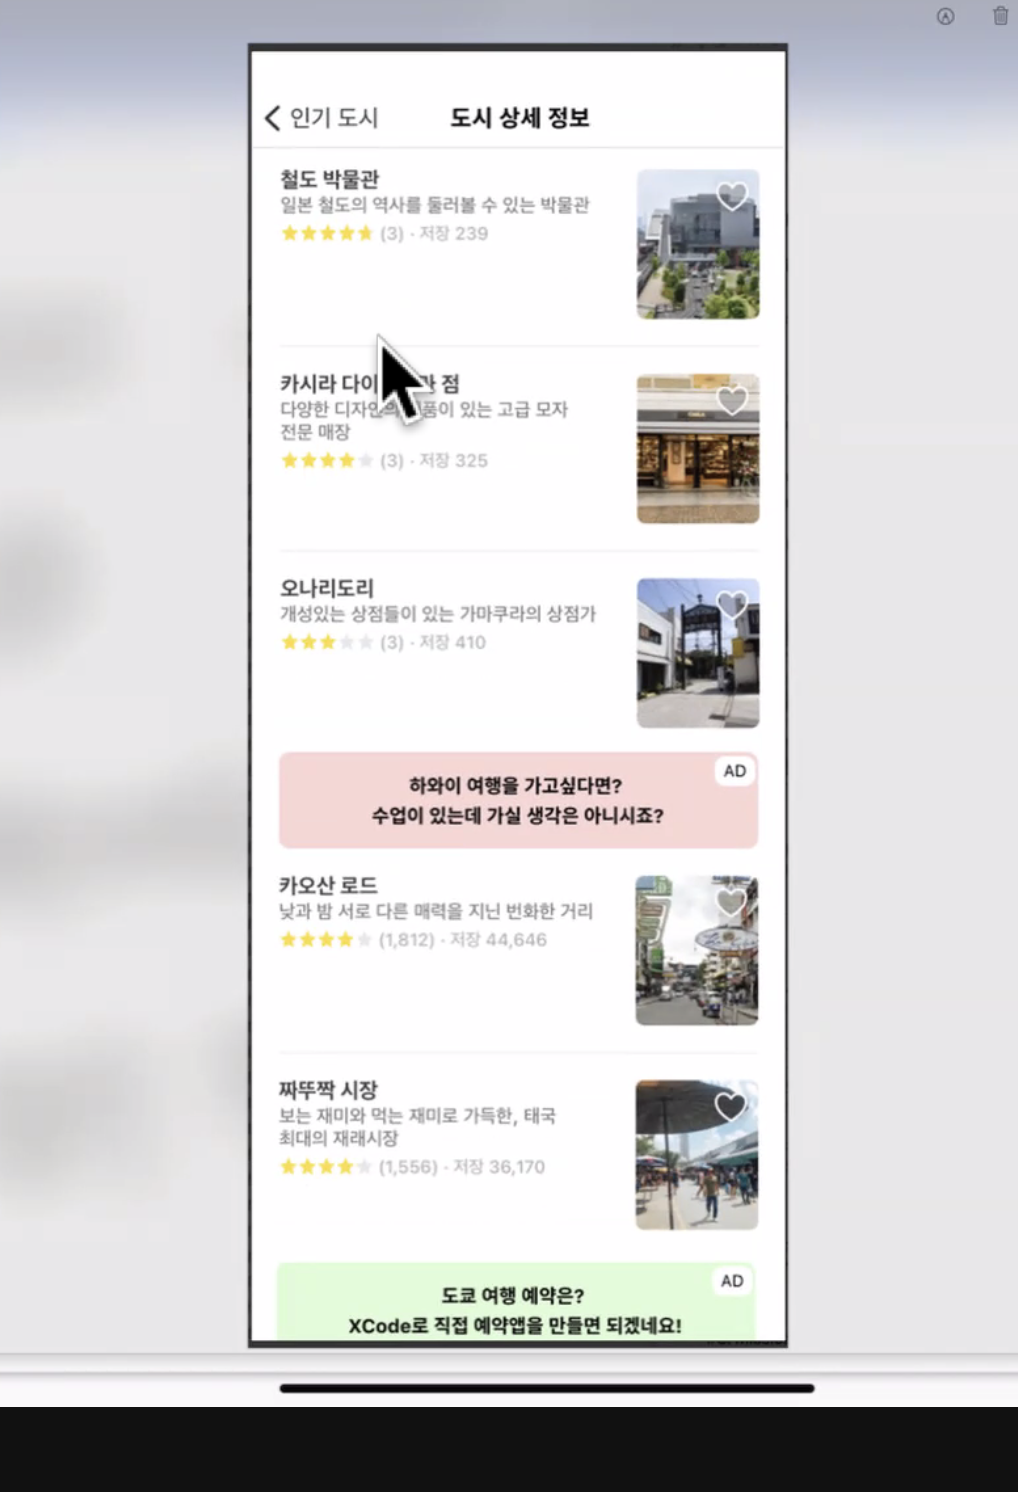 인기 도시
도시 상세 정보
철도 박물관
일본 철도의 역사를 둘러볼 수 있는 박물관
(3) · 저장 239
카시라 점
다양한 있는 고급 모자
전문 매장
(3) · 저장 325
오나리도리
개성있는 상점들이 있는 가마쿠라의 상점가
(3) · 저장 410
AD
하와이 여행을 가고싶다면?
수업이 있는데 가실 생각은 아니시죠?
카오산 로드
낮과 밤 서로 다른 매력을 지닌 번화한 거리
(1,812) · 저장 44,646
짜뚜짝 시장
보는 재미와 먹는 재미로 가득한, 태국
최대의 재래시장
(1,556) · 저장 36,170
AD
도쿄 여행 예약은?
XCode로 직접 예약앱을 만들면 되겠네요!